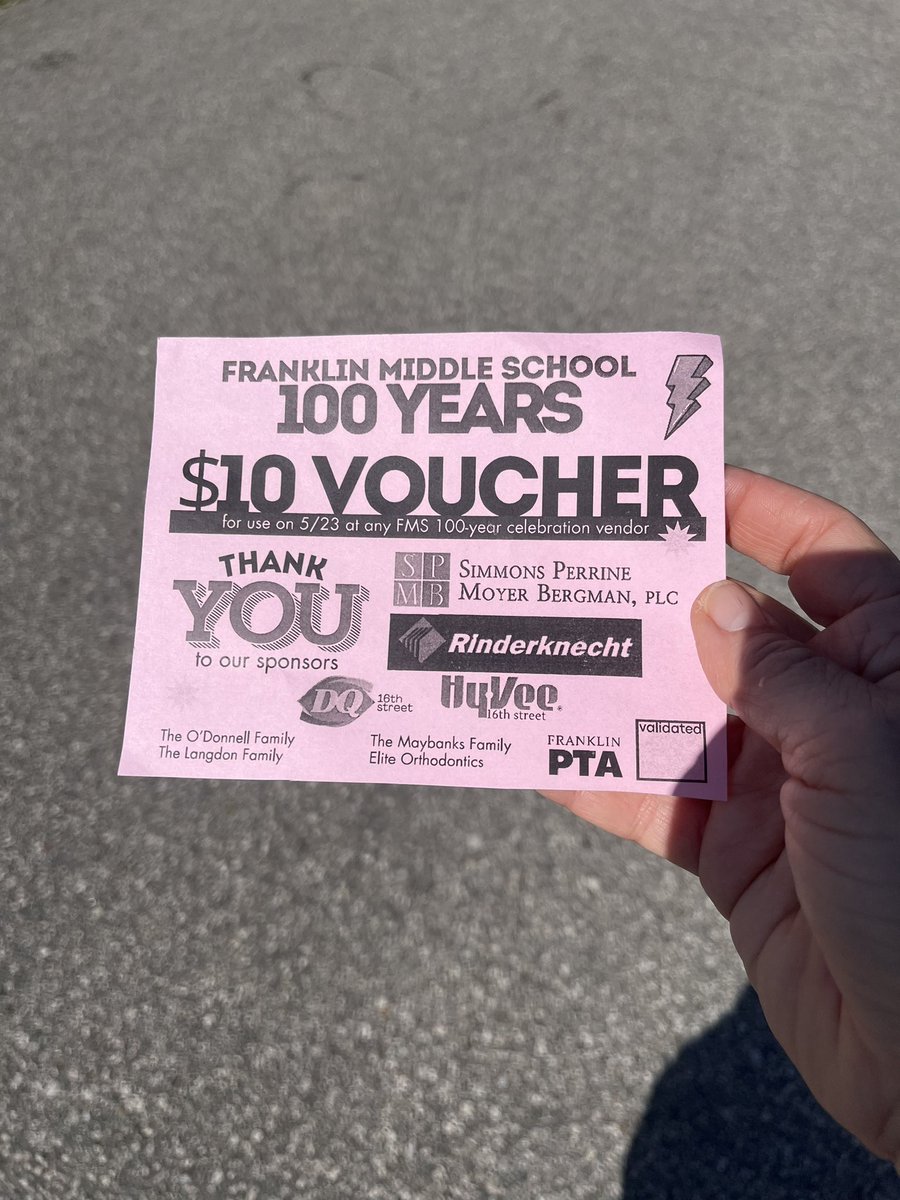 FRANKLIN MIDDLE SCHOOL
100 YEARS
$10 VOUCHER
for use on 5/23 at any FMS 100-year celebration vendor
THANK
YOU
to our sponsors
SP
MB
SIMMONS PERRINE
MOYER BERGMAN, PLC
Rinderknecht
DQ
16th
street
HyVee®
16th street
The O'Donnell Family
The Langdon Family
The Maybanks Family
Elite Orthodontics
FRANKLIN
PTA
validated